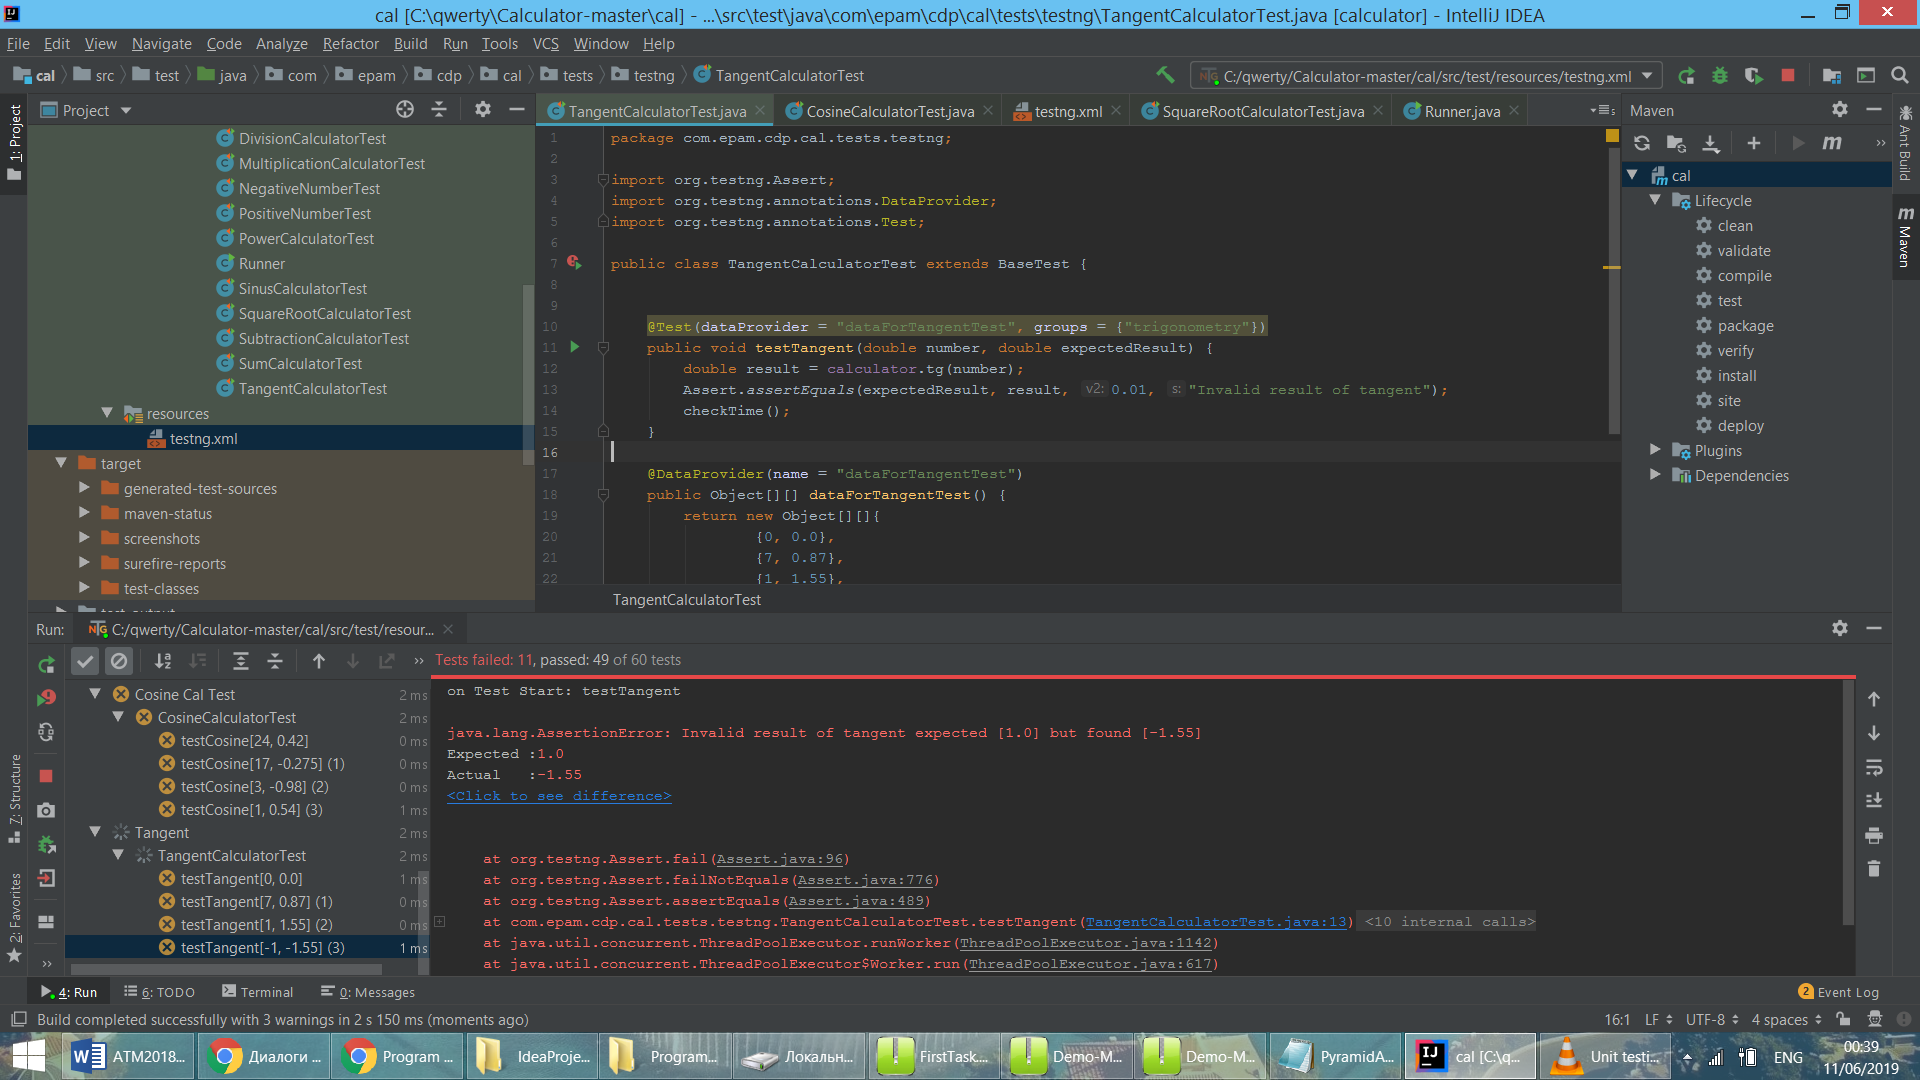 cal [C:\qwerty\Calculator-master\cal] - ...\src\test\java\com\epam\cdp\cal\tests\testng\TangentCalculatorTest.java [calculator] - IntelliJ IDEA
File Edit View Navigate Code Analyze Refactor Build Run Tools VCS Window Help
cal src test java com epam cdp cal tests testng TangentCalculatorTest C:/qwerty/Calculator-master/cal/src/test/resources/testng.xml
1: Project
Project
DivisionCalculatorTest
MultiplicationCalculatorTest
NegativeNumberTest
PositiveNumberTest
PowerCalculatorTest
Runner
SinusCalculatorTest
SquareRootCalculatorTest
SubtractionCalculatorTest
SumCalculatorTest
TangentCalculatorTest
resources
testng.xml
target
generated-test-sources
maven-status
screenshots
surefire-reports
test-classes
test-output
TangentCalculatorTest.java CosineCalculatorTest.java testng.xml SquareRootCalculatorTest.java Runner.java
1 package com.epam.cdp.cal.tests.testng;
2
3 import org.testng.Assert;
4 import org.testng.annotations.DataProvider;
5 import org.testng.annotations.Test;
6
7 public class TangentCalculatorTest extends BaseTest {
8
9
10 @Test(dataProvider = "dataForTangentTest", groups = {"trigonometry"})
11 public void testTangent(double number, double expectedResult) {
12 double result = calculator.tg(number);
13 Assert.assertEquals(expectedResult, result, v2: 0.01, s: "Invalid result of tangent");
14 checkTime();
15 }
16
17 @DataProvider(name = "dataForTangentTest")
18 public Object[][] dataForTangentTest() {
19 return new Object[][]{
20 {0, 0.0},
21 {7, 0.87},
22 {1, 1.55},
TangentCalculatorTest
Maven
cal
Lifecycle
clean
validate
compile
test
package
verify
install
site
deploy
Plugins
Dependencies
Ant Build
Maven
Run: C:/qwerty/Calculator-master/cal/src/test/resour...
Tests failed: 11, passed: 49 of 60 tests
Cosine Cal Test 2 ms
CosineCalculatorTest 2 ms
testCosine[24, 0.42] 0 ms
testCosine[17, -0.275] (1) 0 ms
testCosine[3, -0.98] (2) 0 ms
testCosine[1, 0.54] (3) 1 ms
Tangent 2 ms
TangentCalculatorTest 2 ms
testTangent[0, 0.0] 1 ms
testTangent[7, 0.87] (1) 0 ms
testTangent[1, 1.55] (2) 0 ms
testTangent[-1, -1.55] (3) 1 ms
on Test Start: testTangent
java.lang.AssertionError: Invalid result of tangent expected [1.0] but found [-1.55]
Expected :1.0
Actual :-1.55
<Click to see difference>
at org.testng.Assert.fail(Assert.java:96)
at org.testng.Assert.failNotEquals(Assert.java:776)
at org.testng.Assert.assertEquals(Assert.java:489)
at com.epam.cdp.cal.tests.testng.TangentCalculatorTest.testTangent(TangentCalculatorTest.java:13) <10 internal calls>
at java.util.concurrent.ThreadPoolExecutor.runWorker(ThreadPoolExecutor.java:1142)
at java.util.concurrent.ThreadPoolExecutor$Worker.run(ThreadPoolExecutor.java:617)
7: Structure
2: Favorites
4: Run 6: TODO Terminal 0: Messages 2 Event Log
Build completed successfully with 3 warnings in 2 s 150 ms (moments ago) 16:1 LF UTF-8 4 spaces
ATM2018... Диалоги ... Program ... IdeaProje... Program... Локальн... FirstTask.... Demo-M... Demo-M... PyramidA... cal [C:\q... Unit testi... ENG 00:39
11/06/2019